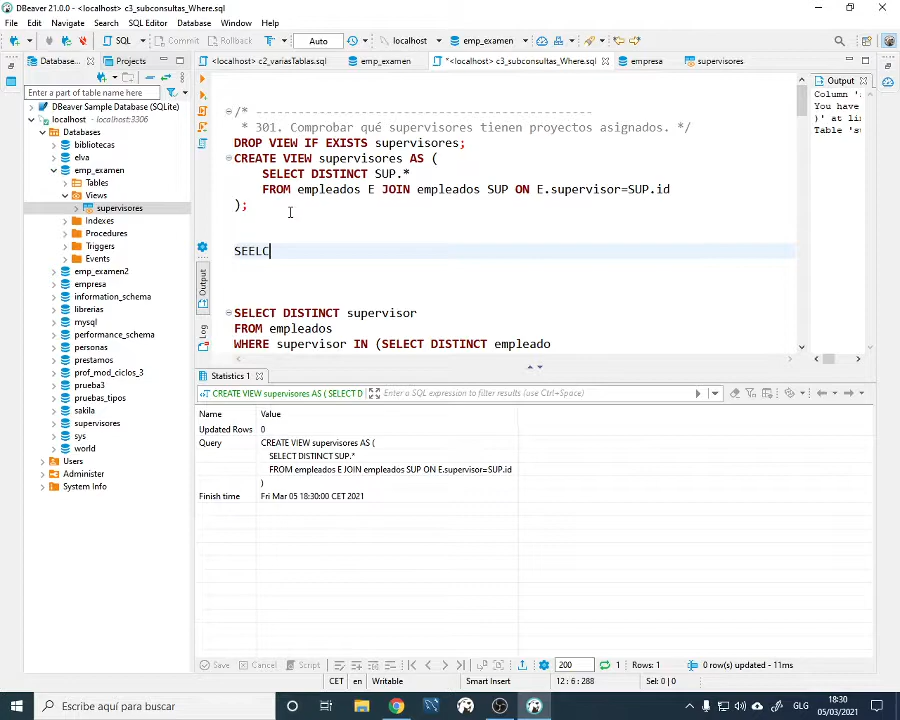 DBeaver 21.0.0 - <localhost> c3_subconsultas_Where.sql
File Edit Navigate Search SQL Editor Database Window Help
SQL Commit Rollback Auto localhost emp_examen
Database... Projects
<localhost> c2_variasTablas.sql emp_examen *<localhost> c3_subconsultas_Where.sql empresa supervisores
Enter a part of table name here
DBeaver Sample Database (SQLite)
localhost:3306
Databases
bibliotecas
elva
emp_examen
Tables
Views
supervisores
Indexes
Procedures
Triggers
Events
emp_examen2
empresa
information_schema
librerias
mysql
performance_schema
personas
prestamos
prof_mod_ciclos_3
prueba3
pruebas_tipos
sakila
supervisores
sys
world
Users
Administer
System Info
/* ------------------------------------------------
* 301. Comprobar qué supervisores tienen proyectos asignados. */
DROP VIEW IF EXISTS supervisores;
CREATE VIEW supervisores AS (
SELECT DISTINCT SUP.*
FROM empleados E JOIN empleados SUP ON E.supervisor=SUP.id
);
SEELC
SELECT DISTINCT supervisor
FROM empleados
WHERE supervisor IN (SELECT DISTINCT empleado
Output
Log
Output
Column '
You have
)' at lin
Table 'su
Statistics 1
CREATE VIEW supervisores AS ( SELECT D Enter a SQL expression to filter results (use Ctrl+Space)
Name Value
Updated Rows 0
Query CREATE VIEW supervisores AS (
SELECT DISTINCT SUP.*
FROM empleados E JOIN empleados SUP ON E.supervisor=SUP.id
)
Finish time Fri Mar 05 18:30:00 CET 2021
Save Cancel Script 200 1 Rows: 1 0 row(s) updated - 11ms
CET en Writable Smart Insert 12 : 6 : 288 Sel: 0 | 0
Escribe aquí para buscar
GLG
18:30
05/03/2021